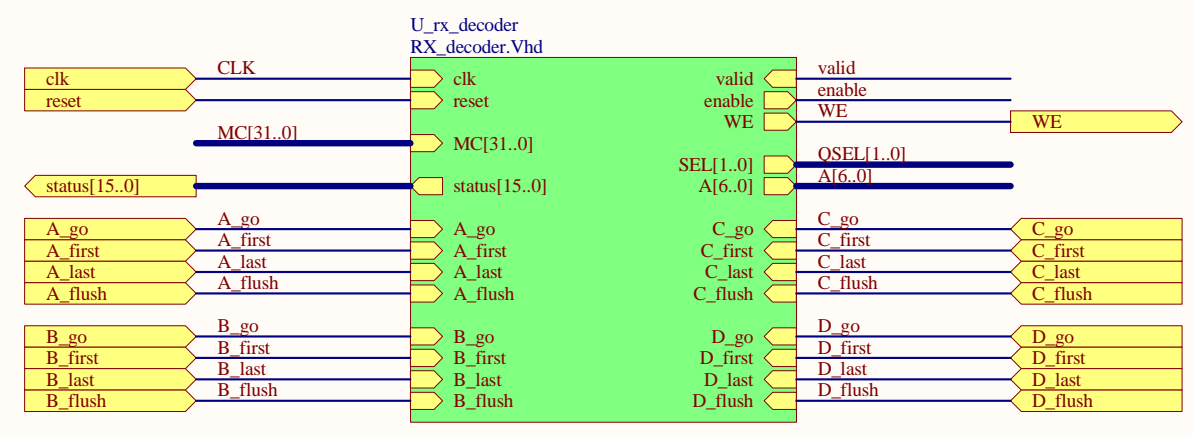 U_rx_decoder
RX_decoder.Vhd
clk CLK clk valid valid
reset reset enable enable
WE WE WE
MC[31..0] MC[31..0]
SEL[1..0] QSEL[1..0]
status[15..0] status[15..0] A[6..0] A[6..0]
A_go A_go A_go C_go C_go C_go
A_first A_first A_first C_first C_first C_first
A_last A_last A_last C_last C_last C_last
A_flush A_flush A_flush C_flush C_flush C_flush
B_go B_go B_go D_go D_go D_go
B_first B_first B_first D_first D_first D_first
B_last B_last B_last D_last D_last D_last
B_flush B_flush B_flush D_flush D_flush D_flush